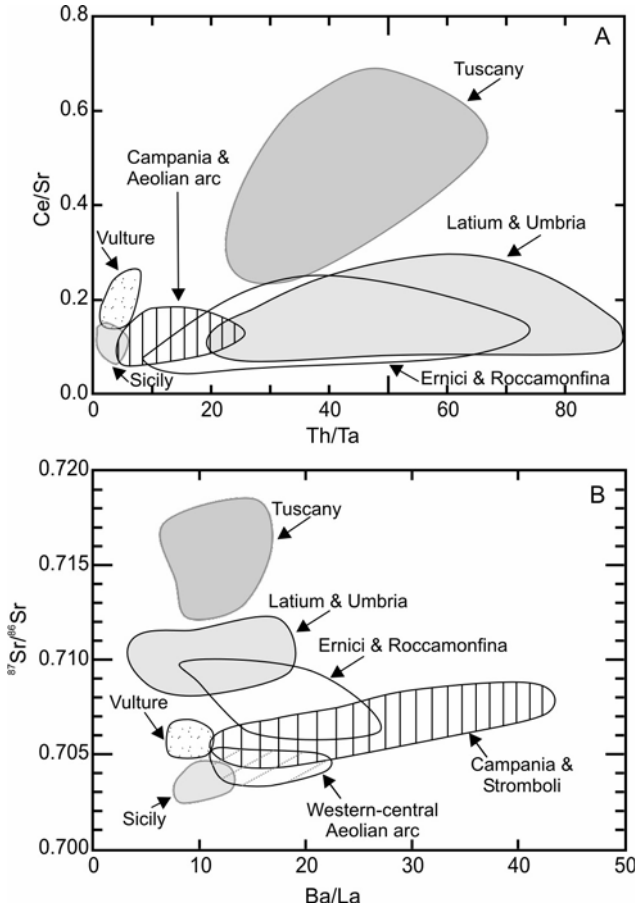 0.8
A
Tuscany
0.6
Campania &
Aeolian arc
Ce/Sr
0.4
Latium & Umbria
Vulture
0.2
0.0
Sicily
Ernici & Roccamonfina
0
20
40
60
80
Th/Ta
0.720
B
Tuscany
0.715
Latium & Umbria
⁸⁷Sr/⁸⁶Sr
Ernici & Roccamonfina
0.710
Vulture
0.705
Campania &
Stromboli
Sicily
Western-central
Aeolian arc
0.700
0
10
20
30
40
50
Ba/La